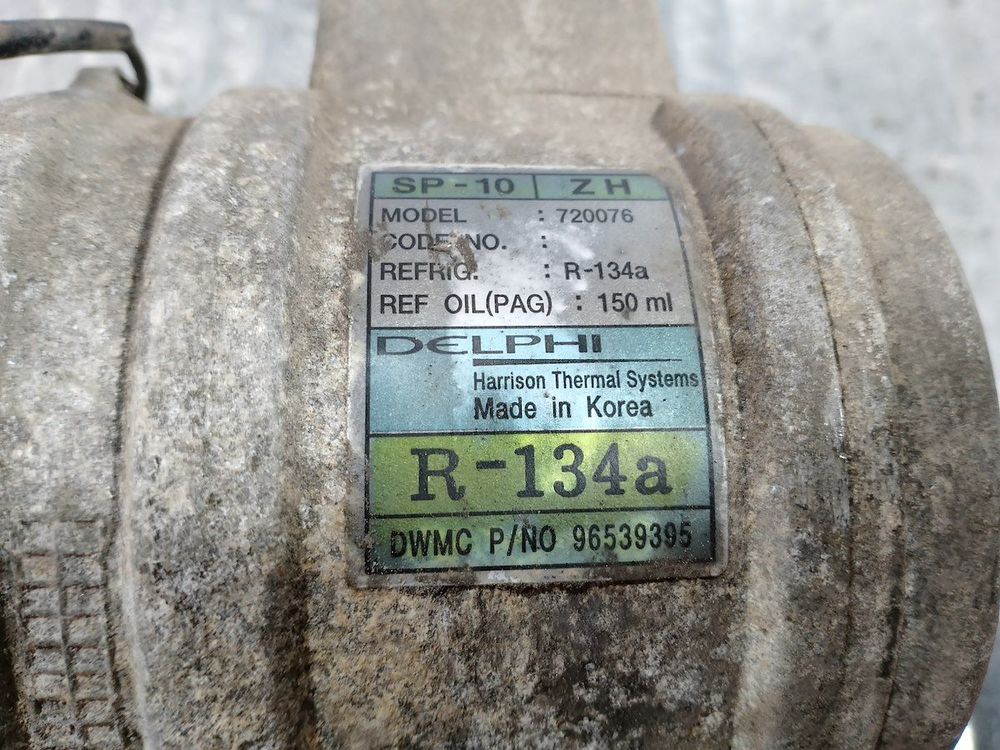 SP-10 | ZH
MODEL : 720076
CODE NO. :
REFRIG. : R-134a
REF OIL(PAG) : 150 ml
DELPHI
Harrison Thermal Systems
Made in Korea
R-134a
DWMC P/NO 96539395